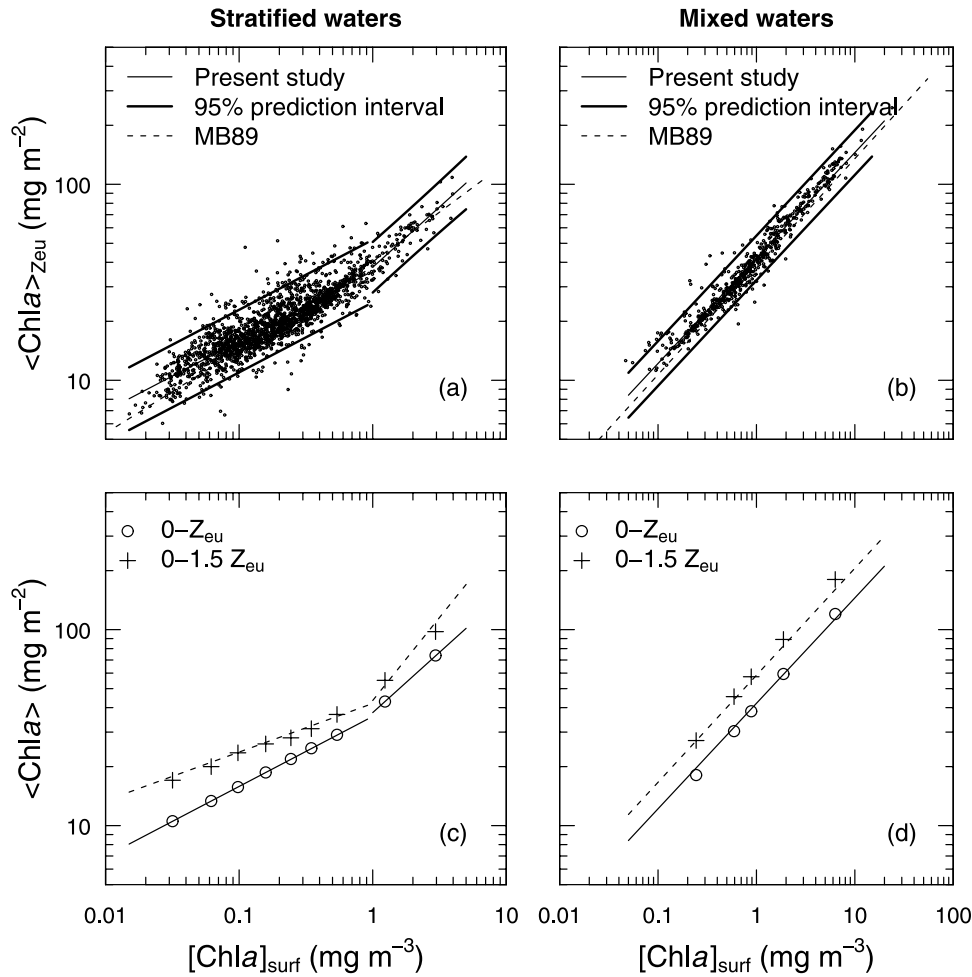 Stratified waters
Mixed waters
Present study
95% prediction interval
MB89
Present study
95% prediction interval
MB89
100
10
<Chla>Zeu (mg m−2)
(a)
(b)
0−Zeu
0−1.5 Zeu
0−Zeu
0−1.5 Zeu
100
10
<Chla> (mg m−2)
(c)
(d)
0.01 0.1 1 10
0.01 0.1 1 10 100
[Chla]surf (mg m−3)
[Chla]surf (mg m−3)